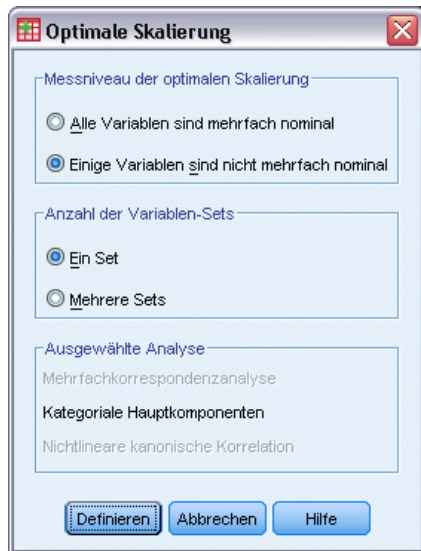 Optimale Skalierung
Messniveau der optimalen Skalierung
Alle Variablen sind mehrfach nominal
Einige Variablen sind nicht mehrfach nominal
Anzahl der Variablen-Sets
Ein Set
Mehrere Sets
Ausgewählte Analyse
Mehrfachkorrespondenzanalyse
Kategoriale Hauptkomponenten
Nichtlineare kanonische Korrelation
Definieren Abbrechen Hilfe